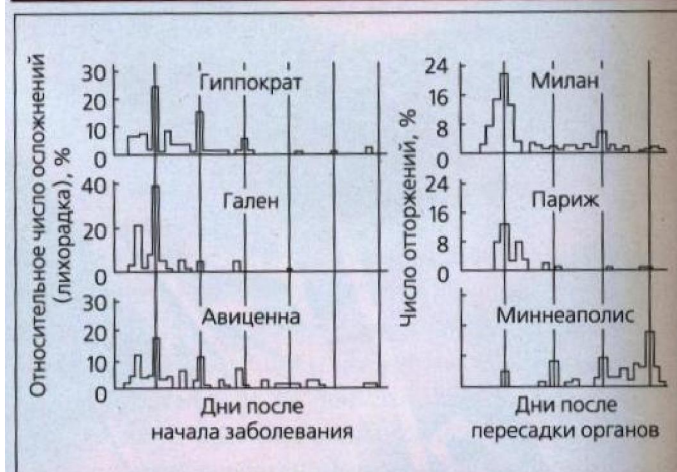 Относительное число осложнений
(лихорадка), %
30
20
10
0
Гиппократ
40
20
0
Гален
30
20
10
0
Авиценна
Дни после
начала заболевания
Число отторжений, %
24
16
8
0
Милан
24
16
8
0
Париж
Миннеаполис
Дни после
пересадки органов